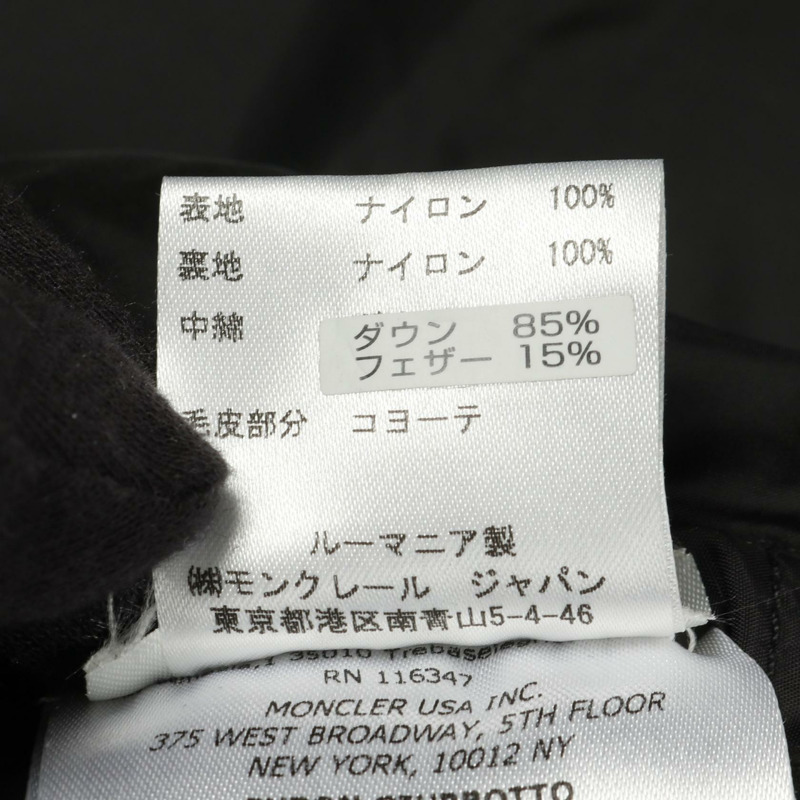 表地 ナイロン 100%
裏地 ナイロン 100%
中綿 ダウン 85%
フェザー 15%
毛皮部分 コヨーテ
ルーマニア製
㈱モンクレール ジャパン
東京都港区南青山5-4-46
35010
RN 116347
MONCLER USA INC.
375 WEST BROADWAY, 5TH FLOOR
NEW YORK, 10012 NY
GIUBBOTTO